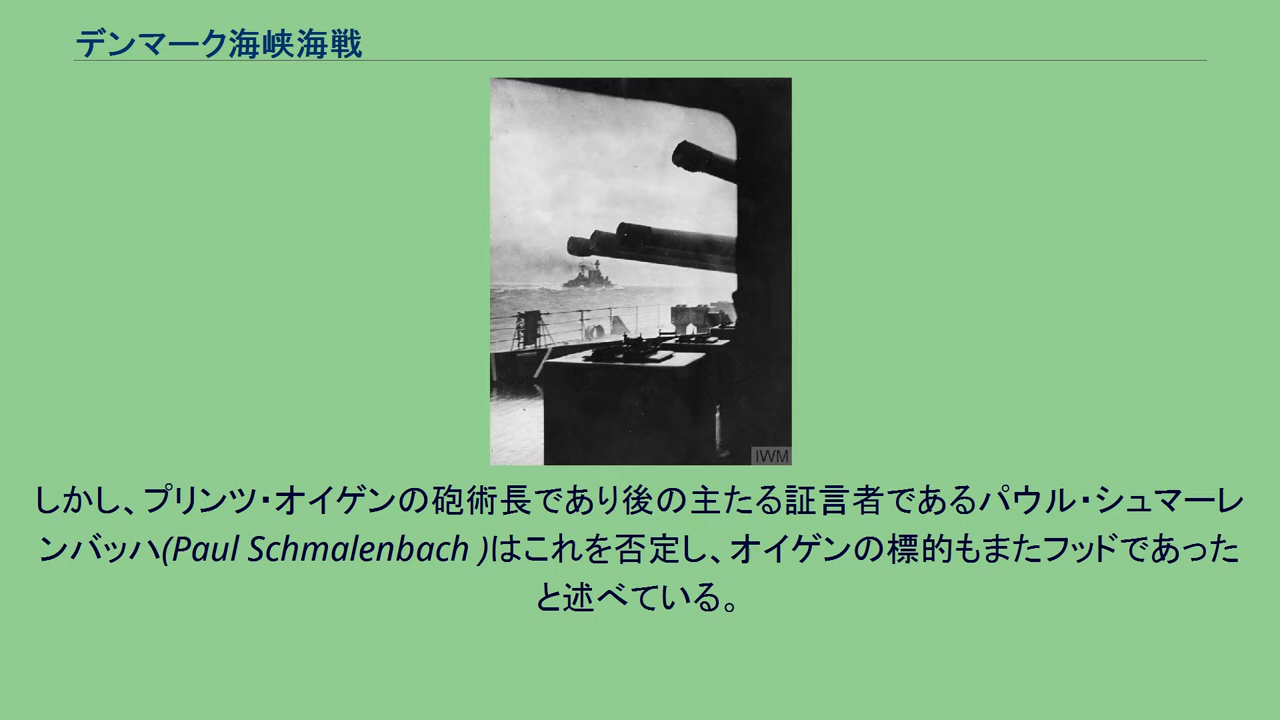 デンマーク海峡海戦
IWM
しかし、プリンツ・オイゲンの砲術長であり後の主たる証言者であるパウル・シュマーレ
ンバッハ(Paul Schmalenbach )はこれを否定し、オイゲンの標的もまたフッドであった
と述べている。